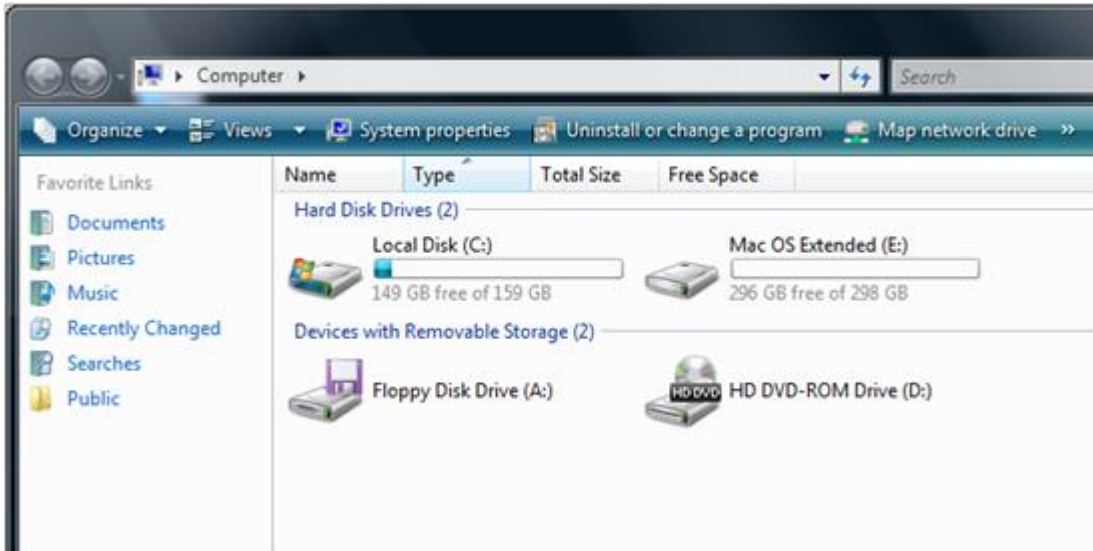 Computer
Search
Organize Views System properties Uninstall or change a program Map network drive »
Favorite Links
Documents
Pictures
Music
Recently Changed
Searches
Public
Name Type Total Size Free Space
Hard Disk Drives (2)
Local Disk (C:)
149 GB free of 159 GB
Mac OS Extended (E:)
296 GB free of 298 GB
Devices with Removable Storage (2)
Floppy Disk Drive (A:)
HD DVD
HD DVD-ROM Drive (D:)